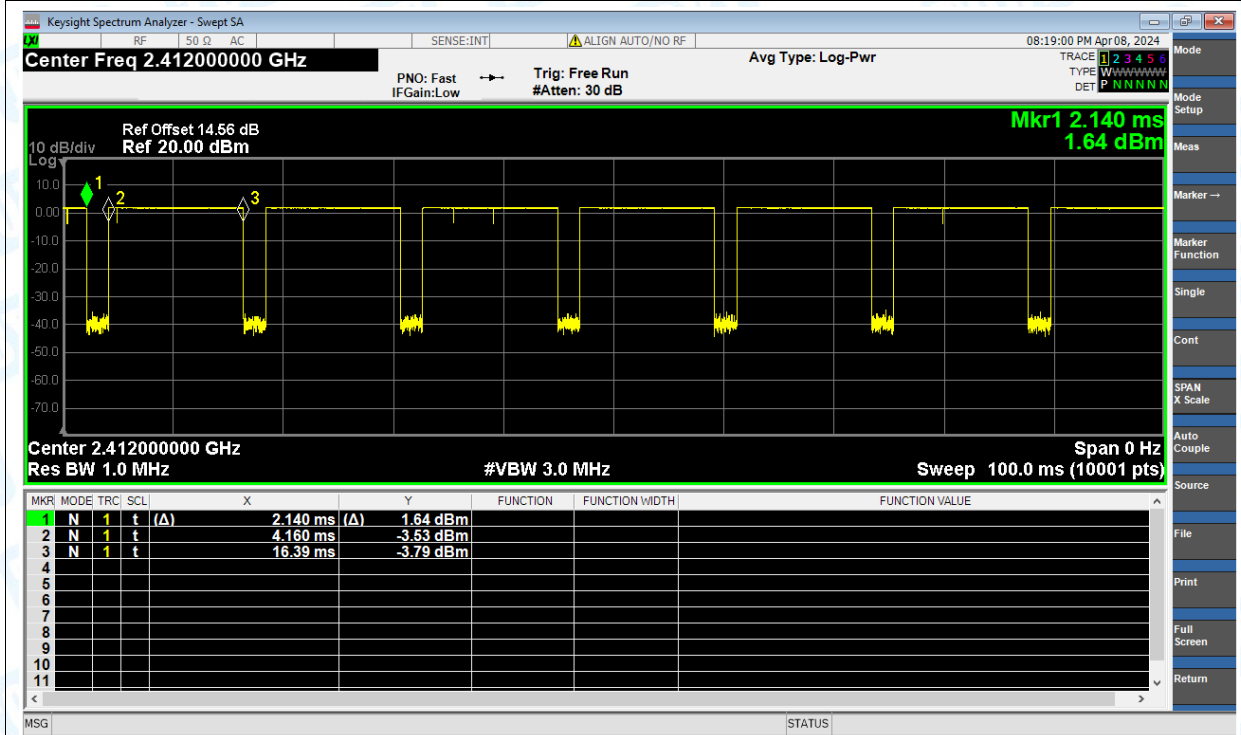 Keysight Spectrum Analyzer - Swept SA
LXI RF 50 Ω AC SENSE:INT ALIGN AUTO/NO RF 08:19:00 PM Apr 08, 2024
Center Freq 2.412000000 GHz Avg Type: Log-Pwr TRACE 1 2 3 4 5 6
PNO: Fast Trig: Free Run TYPE W
IFGain:Low #Atten: 30 dB DET P N N N N N
Mkr1 2.140 ms
1.64 dBm
Ref Offset 14.56 dB
10 dB/div Ref 20.00 dBm
Log
10.0
0.00
-10.0
-20.0
-30.0
-40.0
-50.0
-60.0
-70.0
1
2
3
Center 2.412000000 GHz Span 0 Hz
Res BW 1.0 MHz #VBW 3.0 MHz Sweep 100.0 ms (10001 pts)
MKR MODE TRC SCL X Y FUNCTION FUNCTION WIDTH FUNCTION VALUE
1 N 1 t (Δ) 2.140 ms (Δ) 1.64 dBm
2 N 1 t 4.160 ms -3.53 dBm
3 N 1 t 16.39 ms -3.79 dBm
4
5
6
7
8
9
10
11
MSG STATUS
Mode
Mode
Setup
Meas
Marker →
Marker
Function
Single
Cont
SPAN
X Scale
Auto
Couple
Source
File
Print
Full
Screen
Return